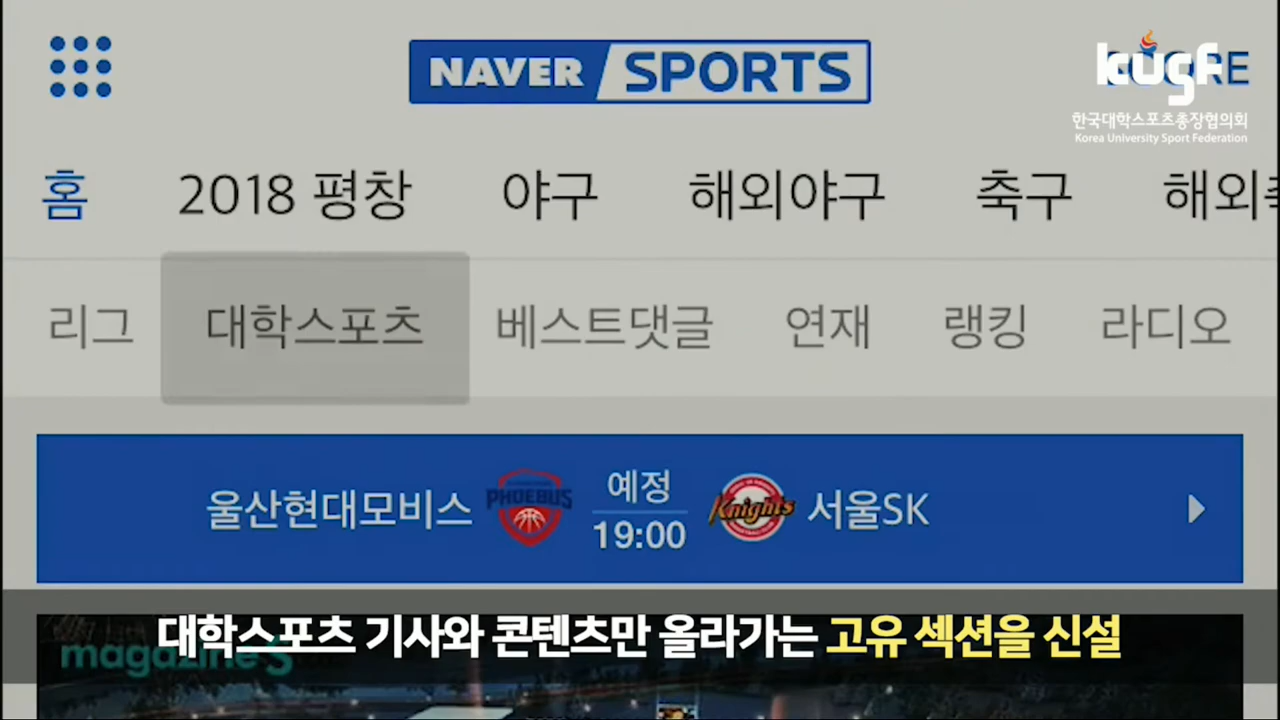 NAVER SPORTS
kugf
한국대학스포츠총장협의회
Korea University Sport Federation
홈 2018 평창 야구 해외야구 축구 해외축
리그 대학스포츠 베스트댓글 연재 랭킹 라디오
울산현대모비스 PHOEBUS 예정 19:00 Knights 서울SK
magazine S
대학스포츠 기사와 콘텐츠만 올라가는 고유 섹션을 신설